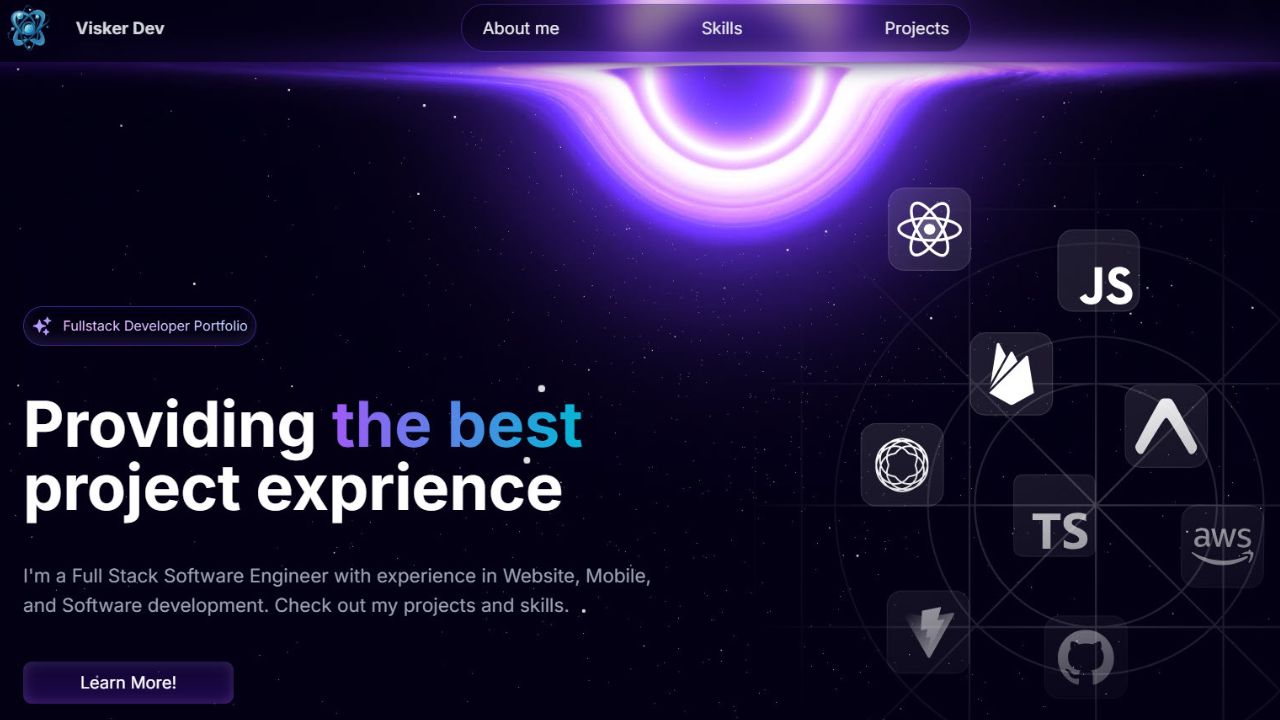 Visker Dev
About me
Skills
Projects
JS
Fullstack Developer Portfolio
Providing the best
project exprience
TS
aws
I'm a Full Stack Software Engineer with experience in Website, Mobile,
and Software development. Check out my projects and skills.
Learn More!